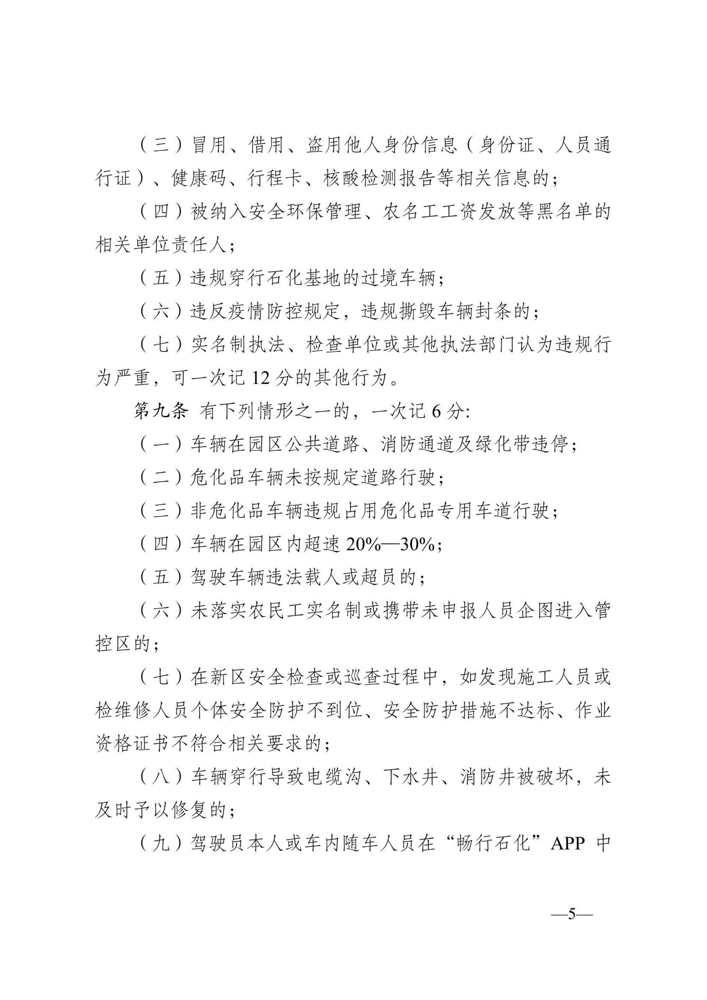 （三）冒用、借用、盗用他人身份信息（身份证、人员通
行证）、健康码、行程卡、核酸检测报告等相关信息的；
（四）被纳入安全环保管理、农名工工资发放等黑名单的
相关单位责任人；
（五）违规穿行石化基地的过境车辆；
（六）违反疫情防控规定，违规撕毁车辆封条的；
（七）实名制执法、检查单位或其他执法部门认为违规行
为严重，可一次记 12 分的其他行为。
第九条 有下列情形之一的，一次记 6 分：
（一）车辆在园区公共道路、消防通道及绿化带违停；
（二）危化品车辆未按规定道路行驶；
（三）非危化品车辆违规占用危化品专用车道行驶；
（四）车辆在园区内超速 20%—30%；
（五）驾驶车辆违法载人或超员的；
（六）未落实农民工实名制或携带未申报人员企图进入管
控区的；
（七）在新区安全检查或巡查过程中，如发现施工人员或
检维修人员个体安全防护不到位、安全防护措施不达标、作业
资格证书不符合相关要求的；
（八）车辆穿行导致电缆沟、下水井、消防井被破坏，未
及时予以修复的；
（九）驾驶员本人或车内随车人员在“畅行石化”APP 中
—5—